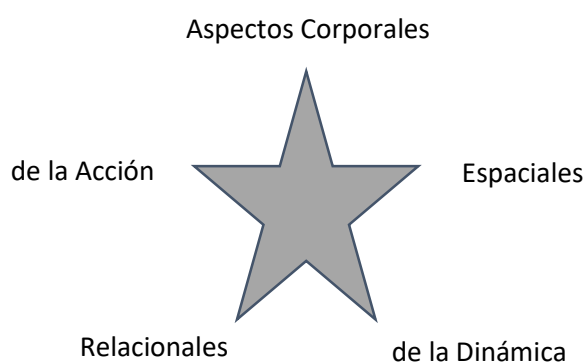 Aspectos Corporales
de la Acción
Espaciales
Relacionales
de la Dinámica